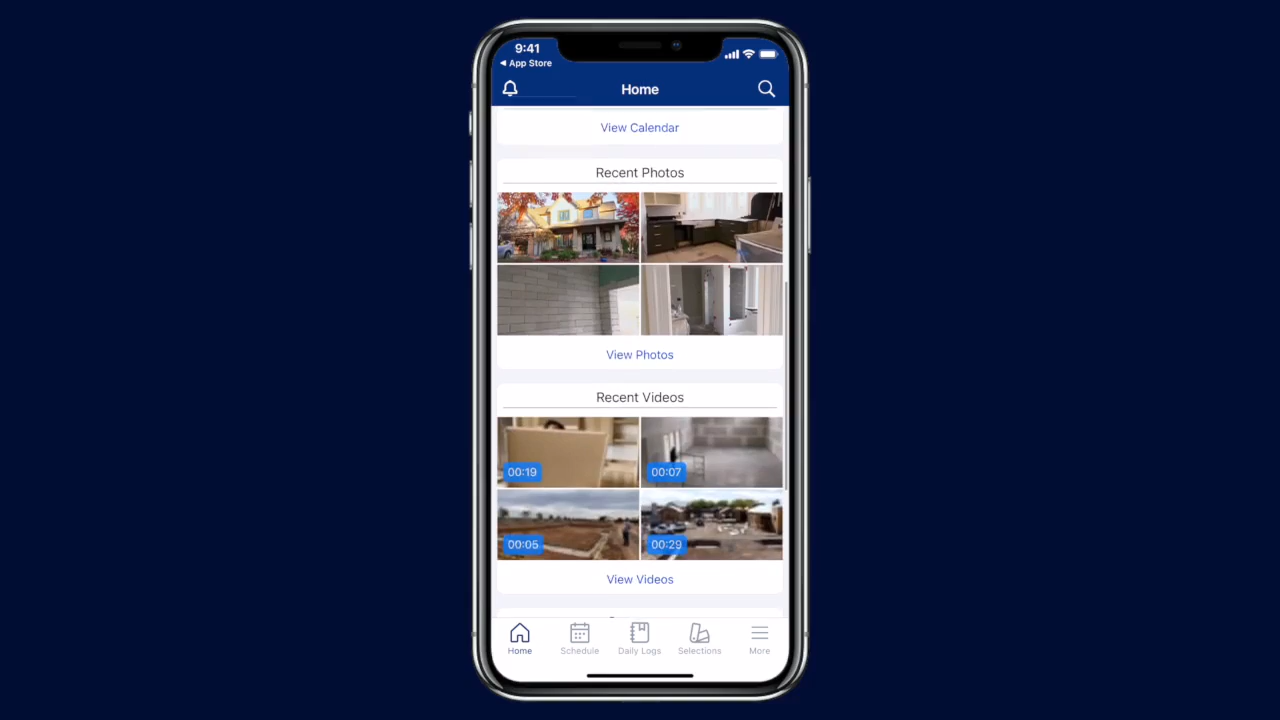 9:41
◀ App Store
Home
View Calendar
Recent Photos
View Photos
Recent Videos
00:19
00:07
00:05
00:29
View Videos
Home
Schedule
Daily Logs
Selections
More